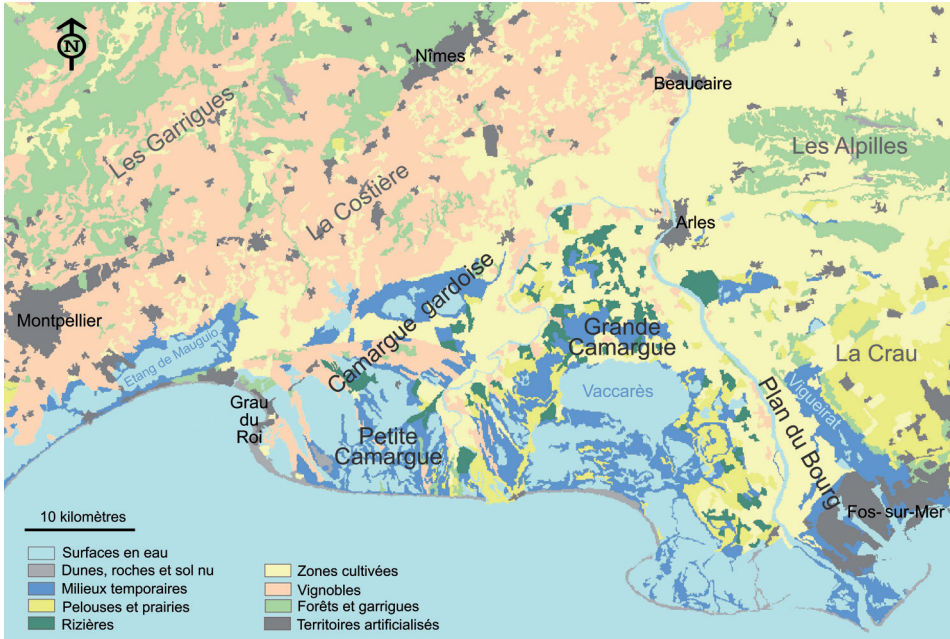 N
Nîmes
Beaucaire
Les Garrigues
Les Alpilles
La Costière
Arles
Camargue gardoise
Montpellier
Grande
Camargue
Etang de Mauguio
La Crau
Vaccarès
Vigueirat
Plan du Bourg
Grau
du
Roi
Petite
Camargue
Fos- sur-Mer
10 kilomètres
Surfaces en eau
Dunes, roches et sol nu
Milieux temporaires
Pelouses et prairies
Rizières
Zones cultivées
Vignobles
Forêts et garrigues
Territoires artificialisés